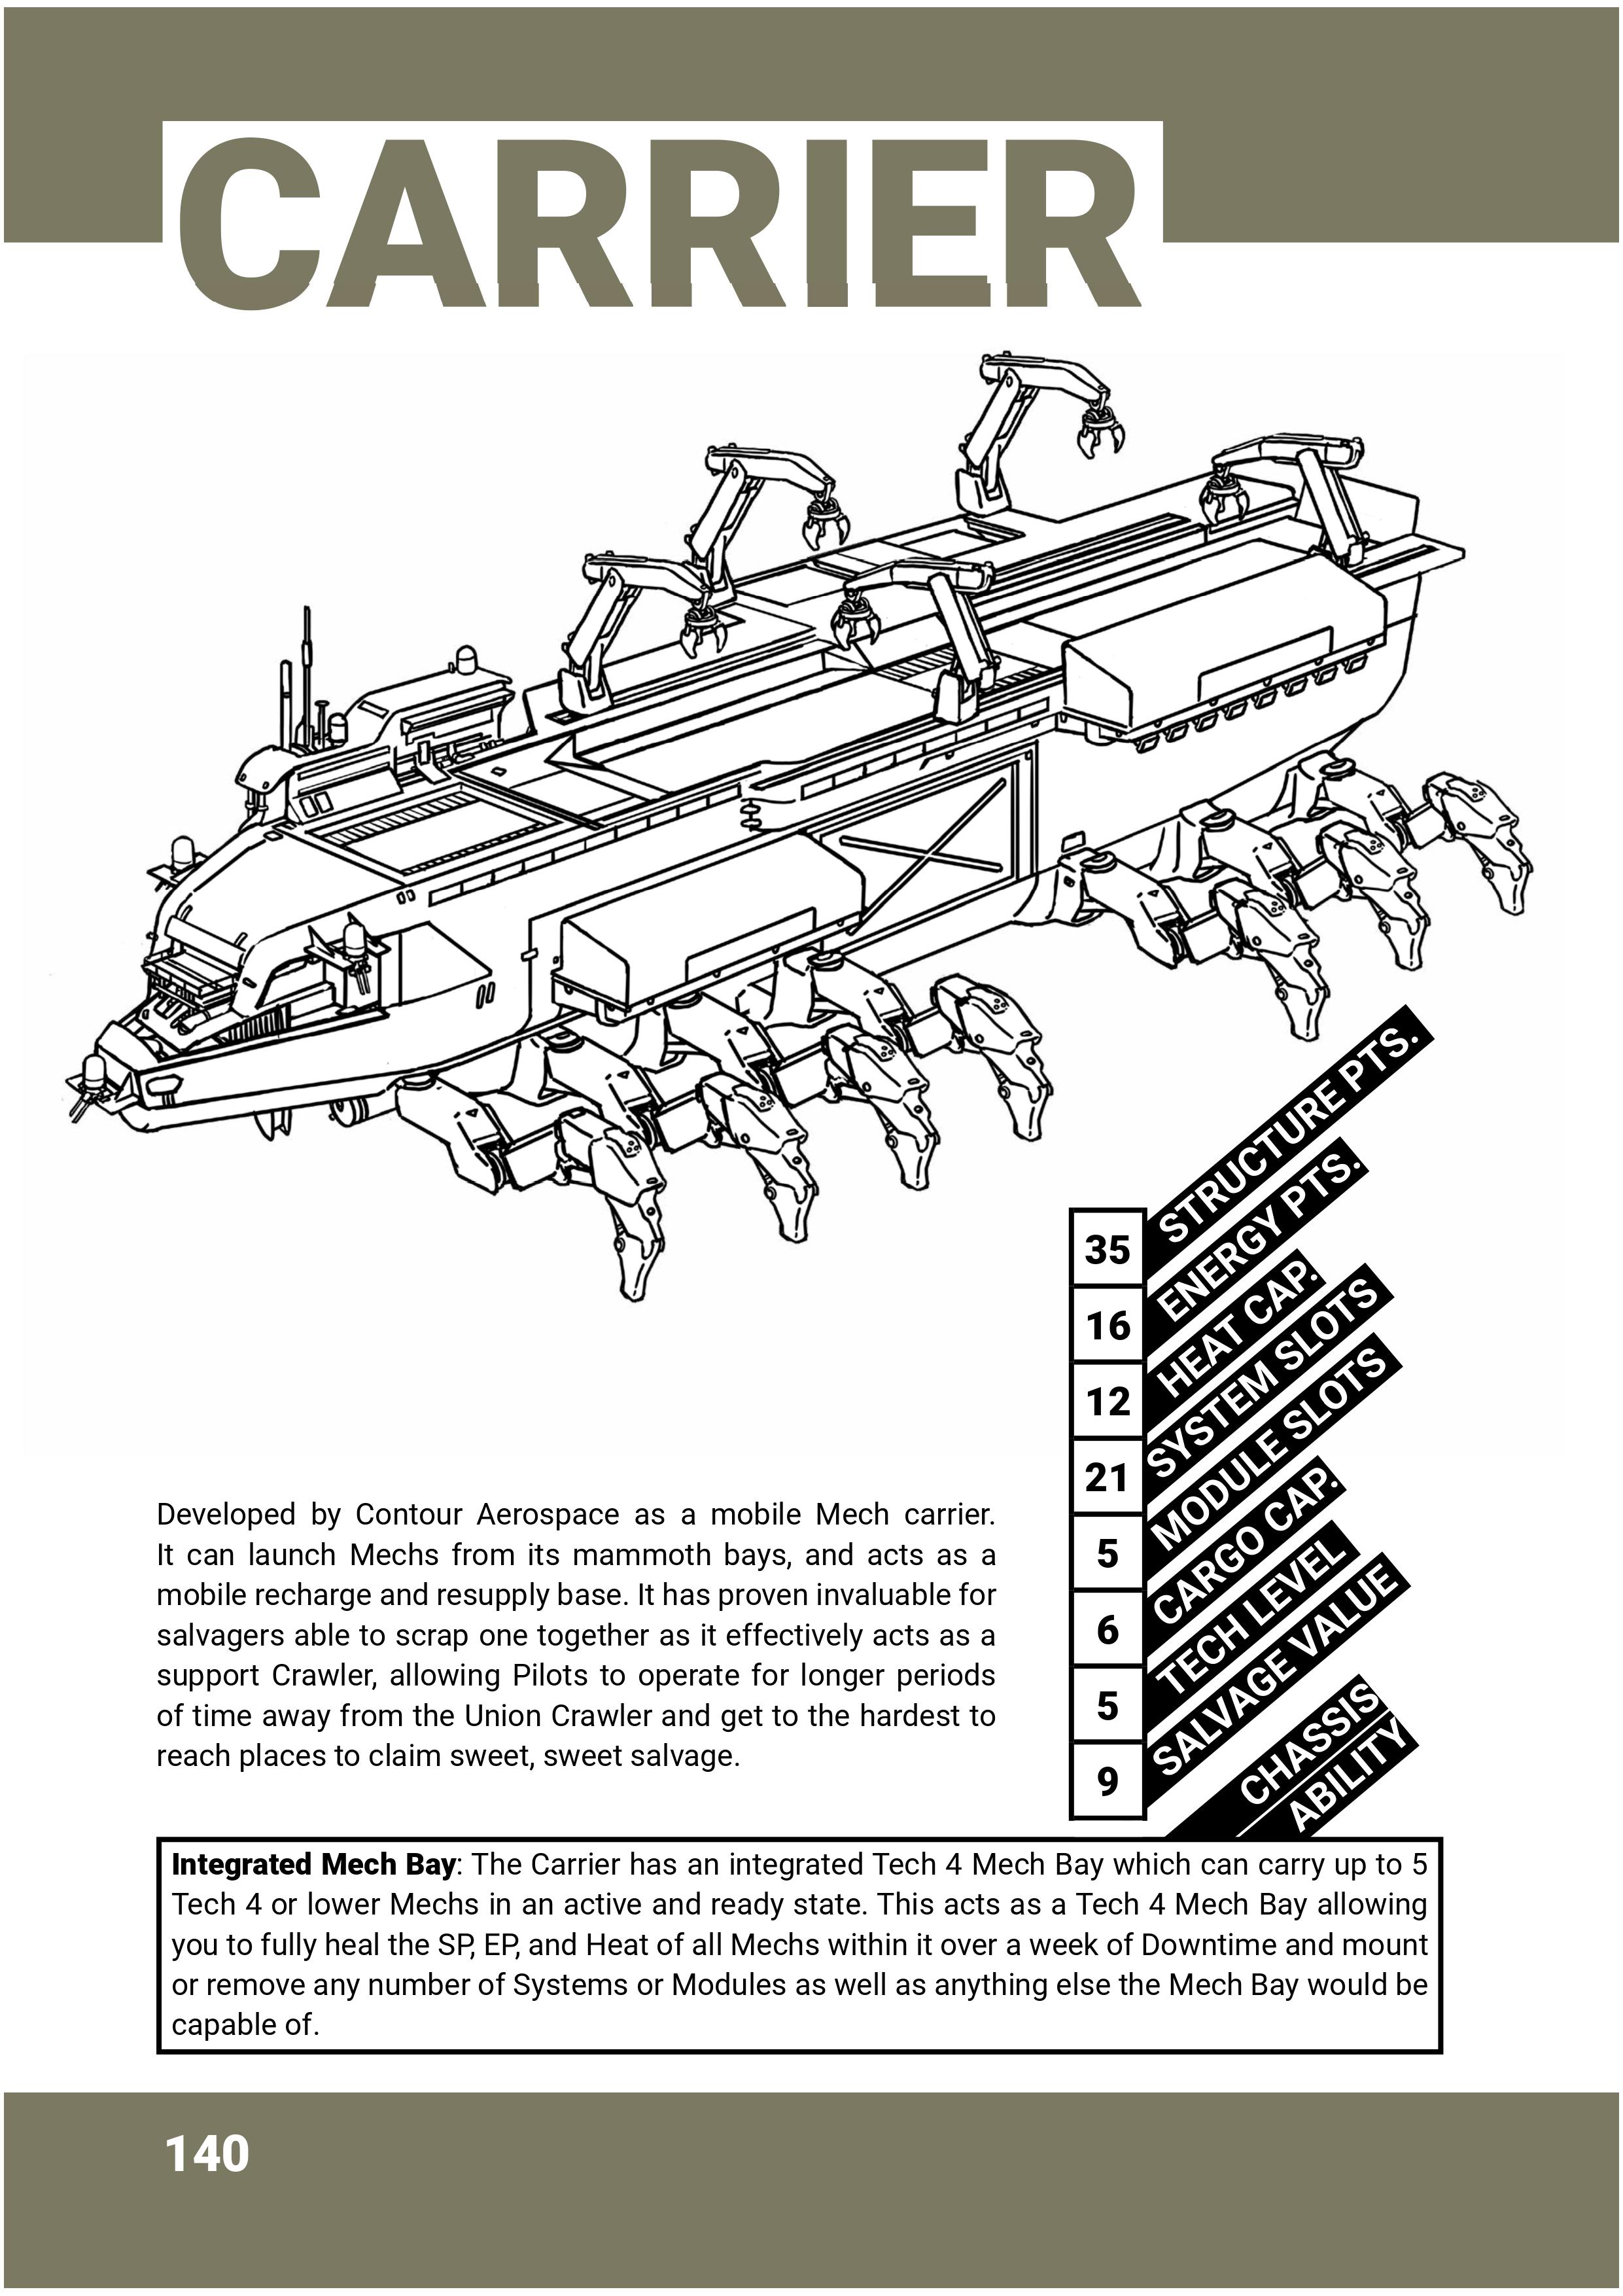 CARRIER
35 STRUCTURE PTS.
16 ENERGY PTS.
12 HEAT CAP.
21 SYSTEM SLOTS
5 MODULE SLOTS
6 CARGO CAP.
5 TECH LEVEL
9 SALVAGE VALUE
Developed by Contour Aerospace as a mobile Mech carrier.
It can launch Mechs from its mammoth bays, and acts as a
mobile recharge and resupply base. It has proven invaluable for
salvagers able to scrap one together as it effectively acts as a
support Crawler, allowing Pilots to operate for longer periods
of time away from the Union Crawler and get to the hardest to
reach places to claim sweet, sweet salvage.
CHASSIS
ABILITY
Integrated Mech Bay: The Carrier has an integrated Tech 4 Mech Bay which can carry up to 5
Tech 4 or lower Mechs in an active and ready state. This acts as a Tech 4 Mech Bay allowing
you to fully heal the SP, EP, and Heat of all Mechs within it over a week of Downtime and mount
or remove any number of Systems or Modules as well as anything else the Mech Bay would be
capable of.
140